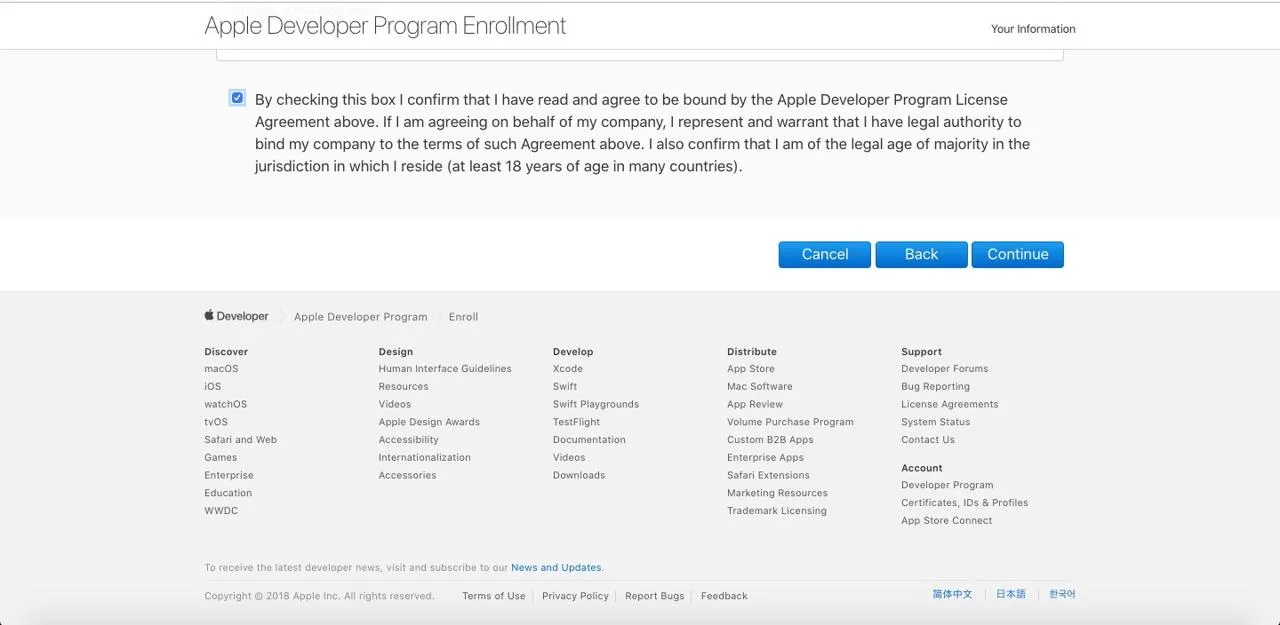 Apple Developer Program Enrollment
Your Information
By checking this box I confirm that I have read and agree to be bound by the Apple Developer Program License
Agreement above. If I am agreeing on behalf of my company, I represent and warrant that I have legal authority to
bind my company to the terms of such Agreement above. I also confirm that I am of the legal age of majority in the
jurisdiction in which I reside (at least 18 years of age in many countries).
Cancel Back Continue
Developer Apple Developer Program Enroll
Discover
macOS
iOS
watchOS
tvOS
Safari and Web
Games
Enterprise
Education
WWDC
Design
Human Interface Guidelines
Resources
Videos
Apple Design Awards
Accessibility
Internationalization
Accessories
Develop
Xcode
Swift
Swift Playgrounds
TestFlight
Documentation
Videos
Downloads
Distribute
App Store
Mac Software
App Review
Volume Purchase Program
Custom B2B Apps
Enterprise Apps
Safari Extensions
Marketing Resources
Trademark Licensing
Support
Developer Forums
Bug Reporting
License Agreements
System Status
Contact Us
Account
Developer Program
Certificates, IDs & Profiles
App Store Connect
To receive the latest developer news, visit and subscribe to our News and Updates.
Copyright © 2018 Apple Inc. All rights reserved. Terms of Use Privacy Policy Report Bugs Feedback
简体中文 日本語 한국어